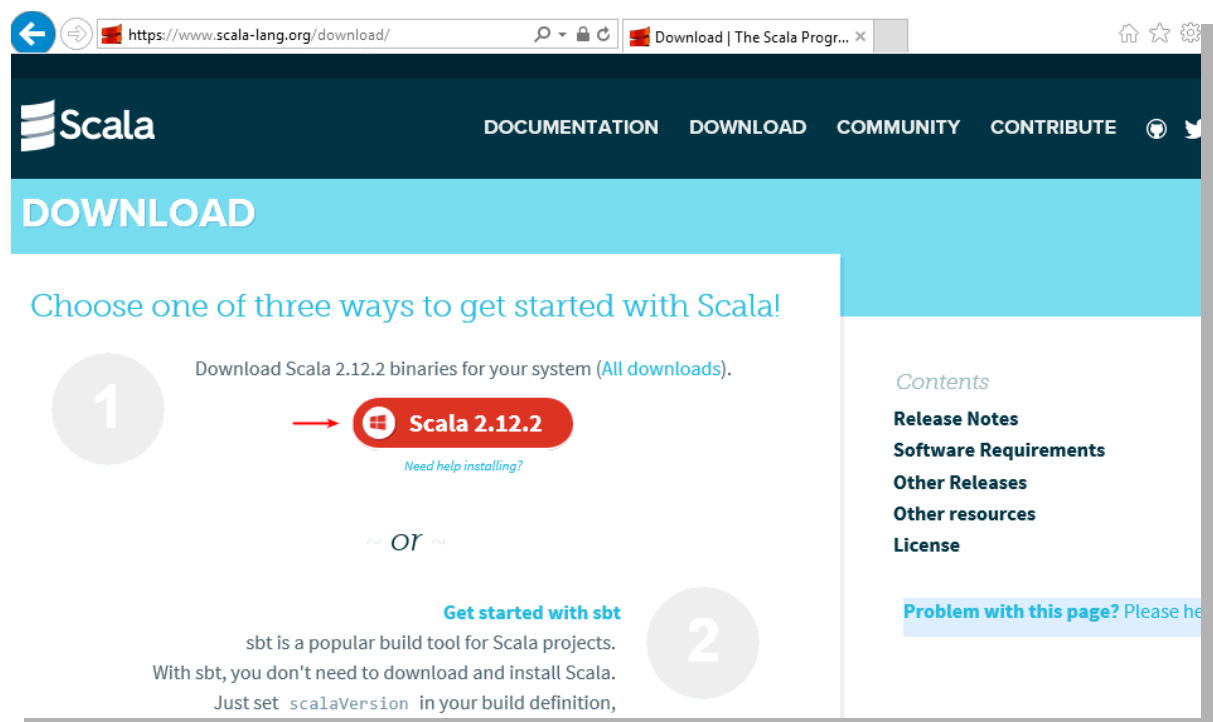 https://www.scala-lang.org/download/
Download | The Scala Progr...
Scala
DOCUMENTATION DOWNLOAD COMMUNITY CONTRIBUTE
DOWNLOAD
Choose one of three ways to get started with Scala!
1
Download Scala 2.12.2 binaries for your system (All downloads).
Scala 2.12.2
Need help installing?
~ or ~
2
Get started with sbt
sbt is a popular build tool for Scala projects.
With sbt, you don't need to download and install Scala.
Just set scalaVersion in your build definition,
Contents
Release Notes
Software Requirements
Other Releases
Other resources
License
Problem with this page? Please he